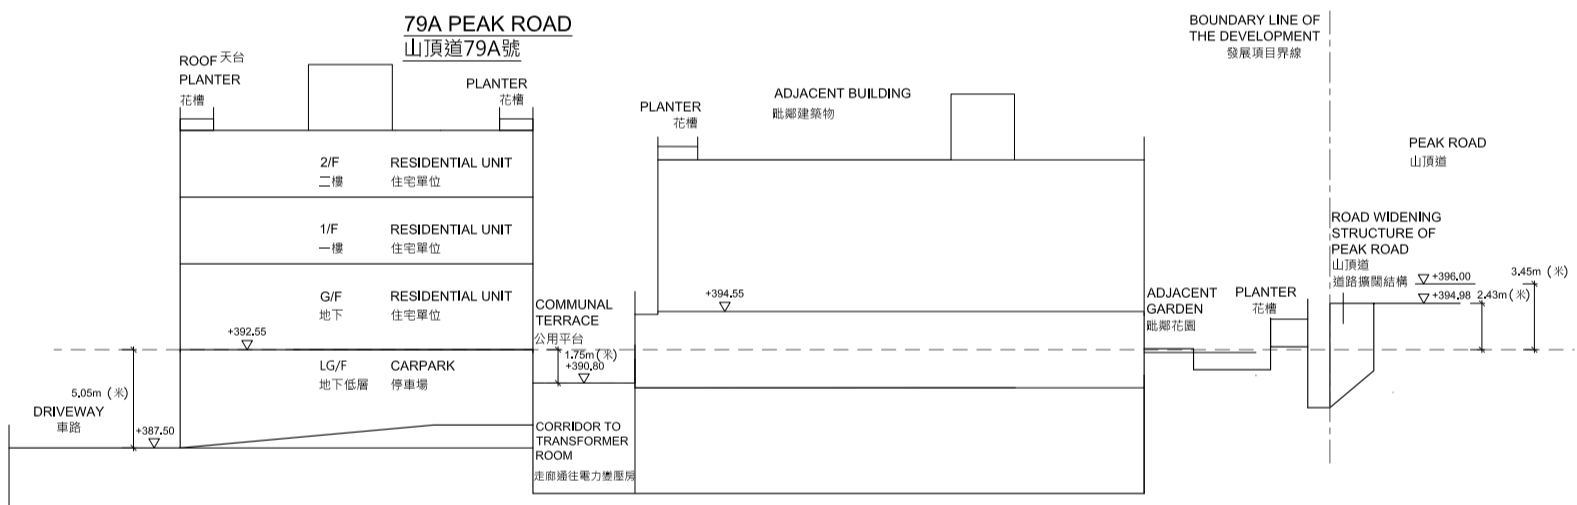 79A PEAK ROAD
山頂道79A號
ROOF 天台
PLANTER
花槽
PLANTER
花槽
2/F RESIDENTIAL UNIT
二樓 住宅單位
1/F RESIDENTIAL UNIT
一樓 住宅單位
G/F RESIDENTIAL UNIT
地下 住宅單位
+392.55
LG/F CARPARK
地下低層 停車場
5.05m (米)
DRIVEWAY
車路
+387.50
COMMUNAL
TERRACE
公用平台
1.75m (米)
+390.80
CORRIDOR TO
TRANSFORMER
ROOM
走廊通往電力變壓房
PLANTER
花槽
ADJACENT BUILDING
毗鄰建築物
+394.55
ADJACENT
GARDEN
毗鄰花園
PLANTER
花槽
BOUNDARY LINE OF
THE DEVELOPMENT
發展項目界線
PEAK ROAD
山頂道
ROAD WIDENING
STRUCTURE OF
PEAK ROAD
山頂道
道路擴闊結構
+396.00
3.45m (米)
+394.98
2.43m (米)